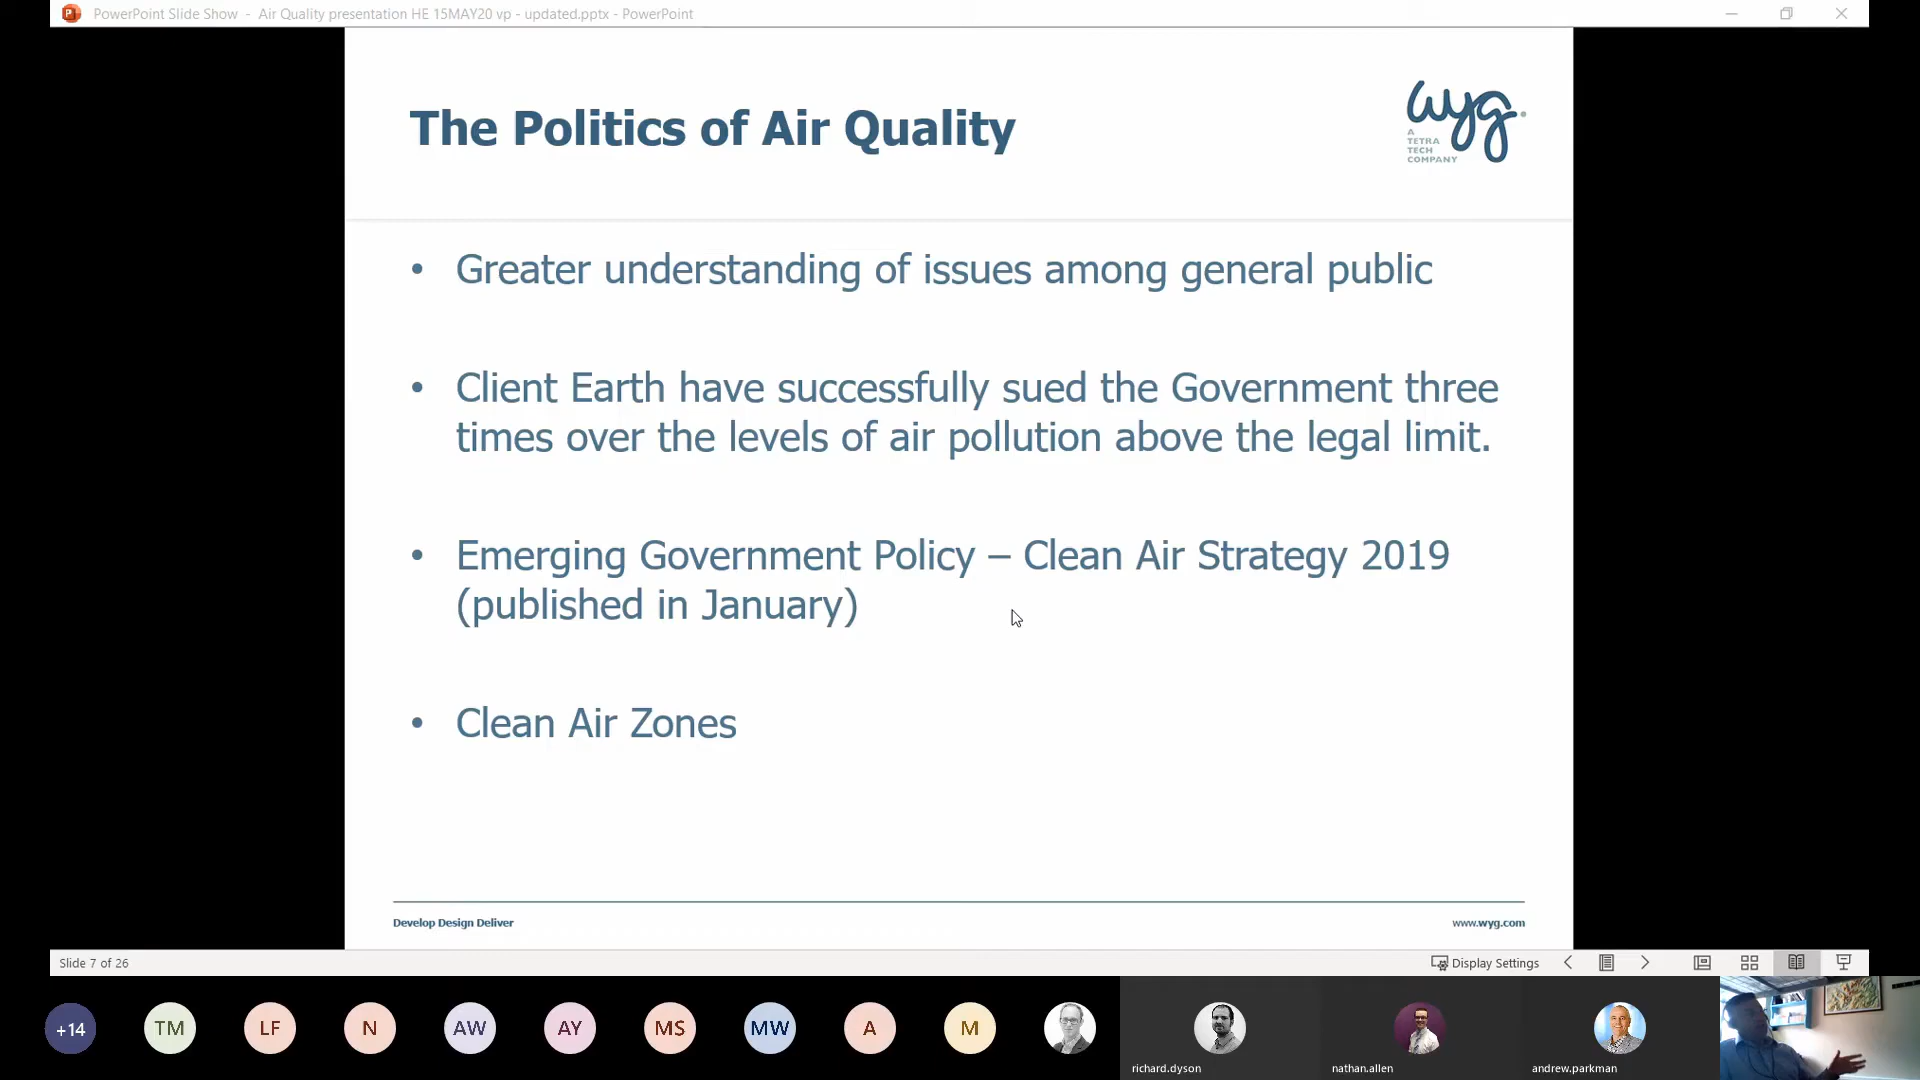 PowerPoint Slide Show - Air Quality presentation HE 15MAY20 vp - updated.pptx - PowerPoint
The Politics of Air Quality
wyg
A
TETRA
TECH
COMPANY
• Greater understanding of issues among general public
• Client Earth have successfully sued the Government three
times over the levels of air pollution above the legal limit.
• Emerging Government Policy – Clean Air Strategy 2019
(published in January)
• Clean Air Zones
Develop Design Deliver
www.wyg.com
Slide 7 of 26
Display Settings
+14
TM
LF
N
AW
AY
MS
MW
A
M
richard.dyson
nathan.allen
andrew.parkman